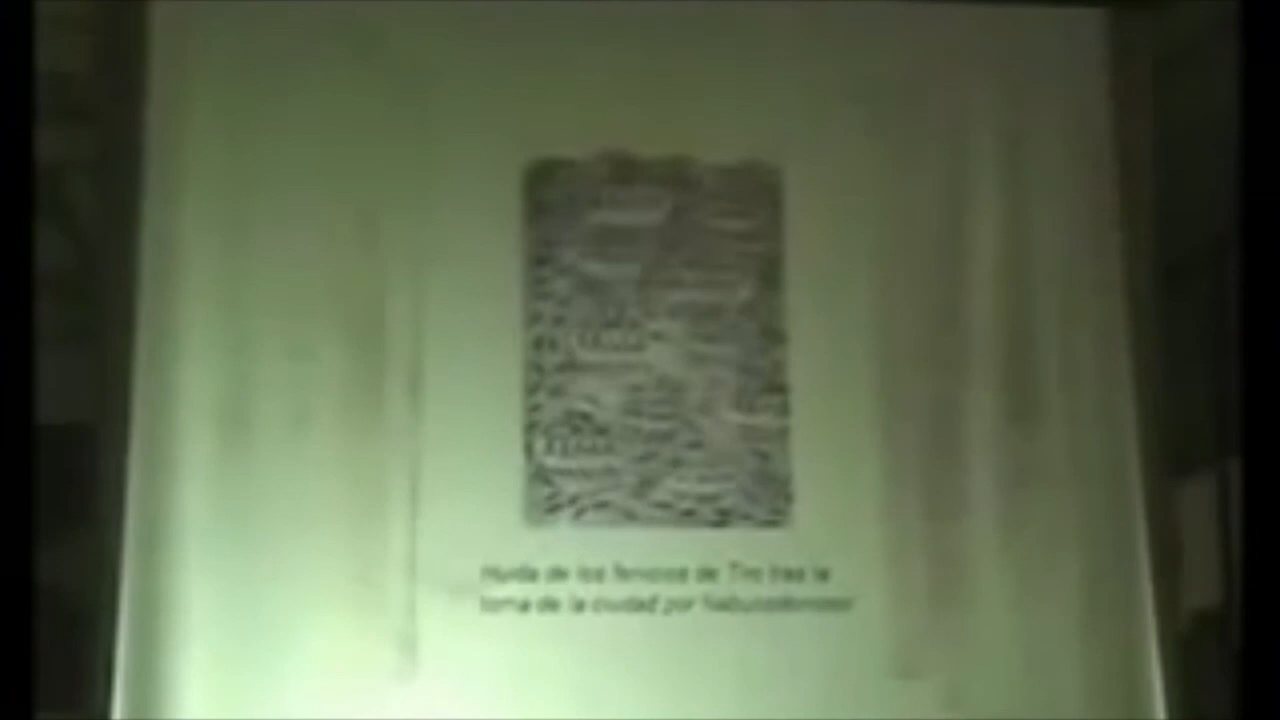 Huida de los fenicios de Tiro tras la
toma de la ciudad por Nabucodonosor